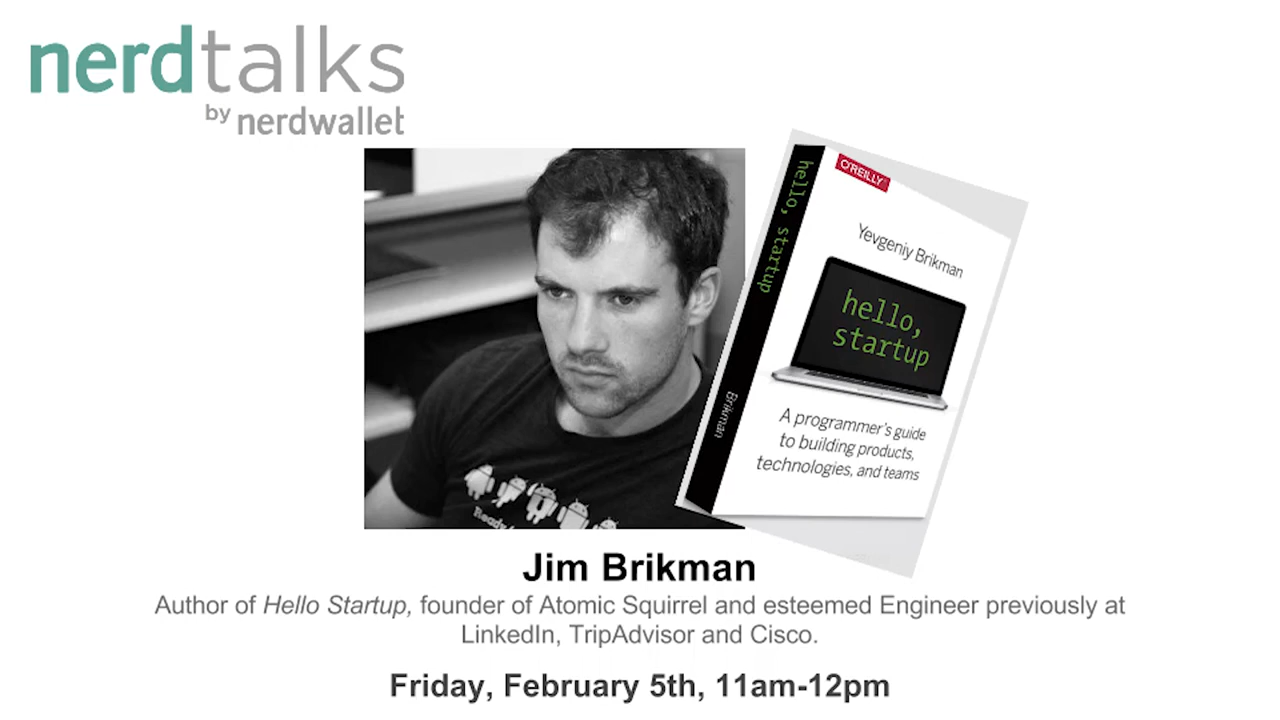 nerdtalks
by nerdwallet
hello, startup
Brikman
O'REILLY
Yevgeniy Brikman
hello,
startup
A programmer's guide
to building products,
technologies, and teams
Ready
Jim Brikman
Author of Hello Startup, founder of Atomic Squirrel and esteemed Engineer previously at
LinkedIn, TripAdvisor and Cisco.
Friday, February 5th, 11am-12pm